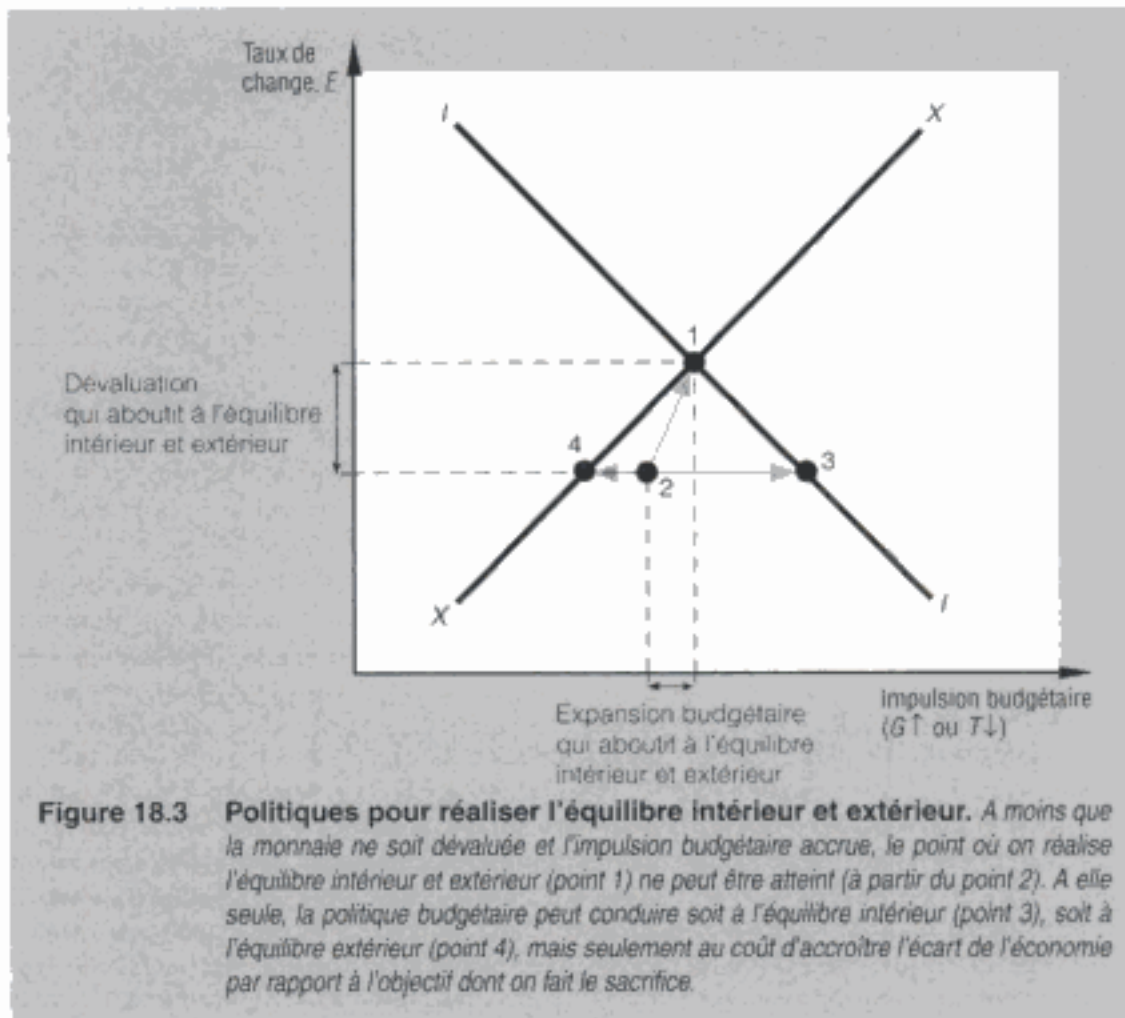 Taux de
change. E
I
X
1
Dévaluation
qui aboutit à l'équilibre
intérieur et extérieur
4
2
3
X
I
Impulsion budgétaire
(G↑ ou T↓)
Expansion budgétaire
qui aboutit à l'équilibre
intérieur et extérieur
Figure 18.3 Politiques pour réaliser l'équilibre intérieur et extérieur. A moins que
la monnaie ne soit dévaluée et l'impulsion budgétaire accrue, le point où on réalise
l'équilibre intérieur et extérieur (point 1) ne peut être atteint (à partir du point 2). A elle
seule, la politique budgétaire peut conduire soit à l'équilibre intérieur (point 3), soit à
l'équilibre extérieur (point 4), mais seulement au coût d'accroître l'écart de l'économie
par rapport à l'objectif dont on fait le sacrifice.